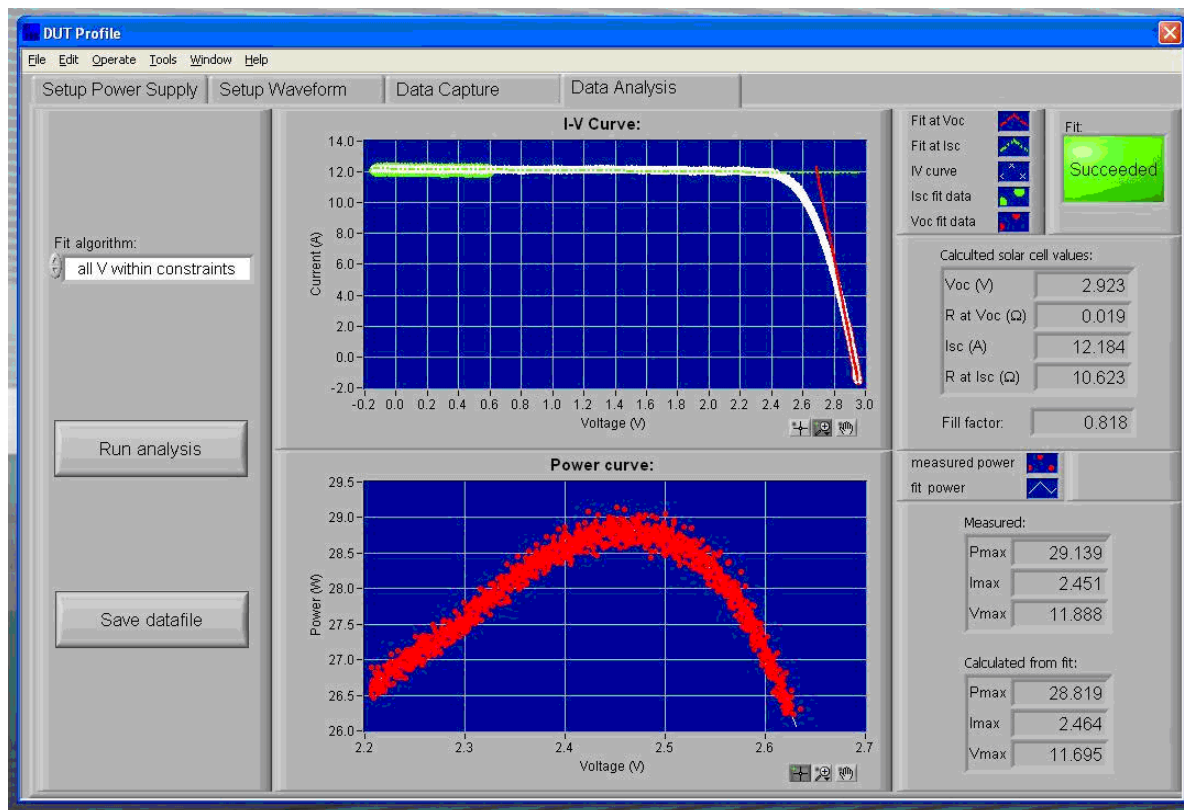 DUT Profile
File Edit Operate Tools Window Help
Setup Power Supply Setup Waveform Data Capture Data Analysis
Fit algorithm:
all V within constraints
Run analysis
Save datafile
I-V Curve:
Current (A)
14.0
12.0
10.0
8.0
6.0
4.0
2.0
0.0
-2.0
-0.2 0.0 0.2 0.4 0.6 0.8 1.0 1.2 1.4 1.6 1.8 2.0 2.2 2.4 2.6 2.8 3.0
Voltage (V)
Power curve:
Power (W)
29.5
29.0
28.5
28.0
27.5
27.0
26.5
26.0
2.2 2.3 2.4 2.5 2.6 2.7
Voltage (V)
Fit at Voc
Fit at Isc
IV curve
Isc fit data
Voc fit data
Fit:
Succeeded
Calculted solar cell values:
Voc (V) 2.923
R at Voc (Ω) 0.019
Isc (A) 12.184
R at Isc (Ω) 10.623
Fill factor: 0.818
measured power
fit power
Measured:
Pmax 29.139
Imax 2.451
Vmax 11.888
Calculated from fit:
Pmax 28.819
Imax 2.464
Vmax 11.695